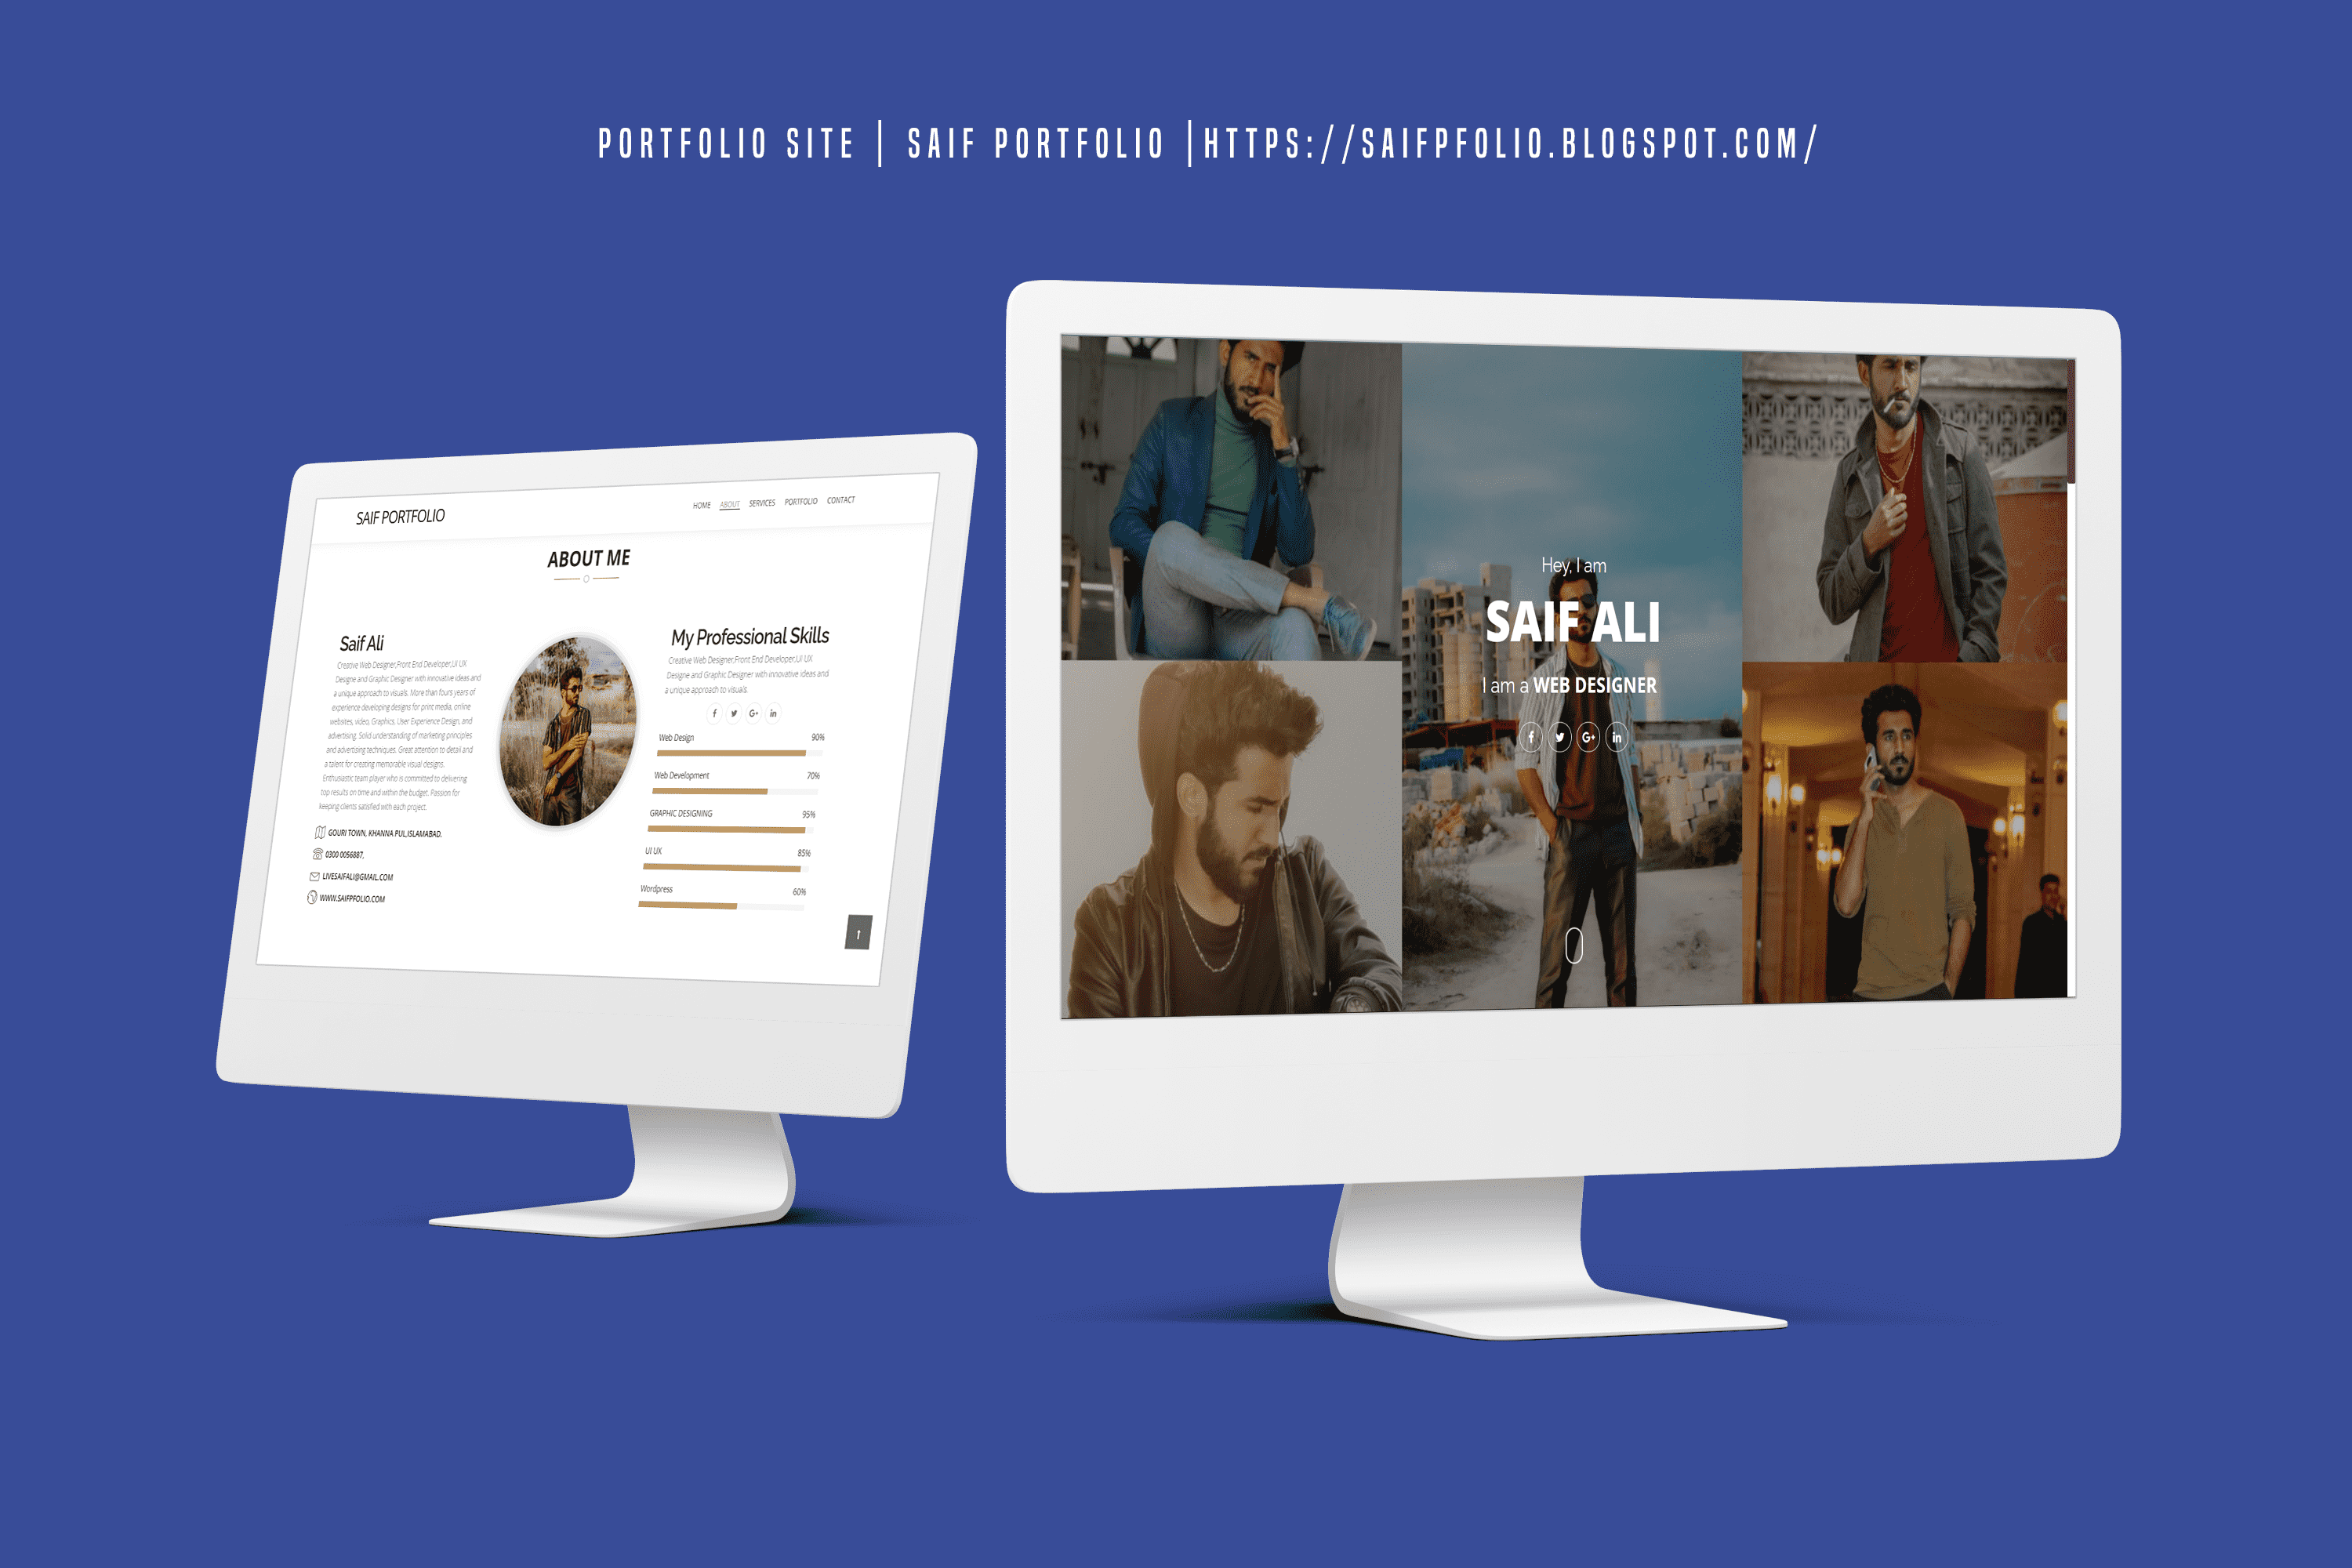 PORTFOLIO SITE | SAIF PORTFOLIO |HTTPS://SAIFPFOLIO.BLOGSPOT.COM/
SAIF PORTFOLIO
HOME ABOUT SERVICES PORTFOLIO CONTACT
ABOUT ME
Saif Ali
Creative Web Designer,Front End Developer,UI UX
Designe and Graphic Designer with innovative ideas and
a unique approach to visuals. More than fours years of
experience developing designs for print media, online
websites, video, Graphics, User Experience Design, and
advertising. Solid understanding of marketing principles
and advertising techniques. Great attention to detail and
a talent for creating memorable visual designs.
Enthusiastic team player who is committed to delivering
top results on time and within the budget. Passion for
keeping clients satisfied with each project.
GOURI TOWN, KHANNA PUL,ISLAMABAD.
0300 0056887,
LIVESAIFALI@GMAIL.COM
WWW.SAIFPFOLIO.COM
My Professional Skills
Creative Web Designer,Front End Developer,UI UX
Designe and Graphic Designer with innovative ideas and
a unique approach to visuals.
f G+ in
Web Design 90%
Web Development 70%
GRAPHIC DESIGNING 95%
UI UX 85%
Wordpress 60%
Hey, I am
SAIF ALI
I am a WEB DESIGNER
f G+ in